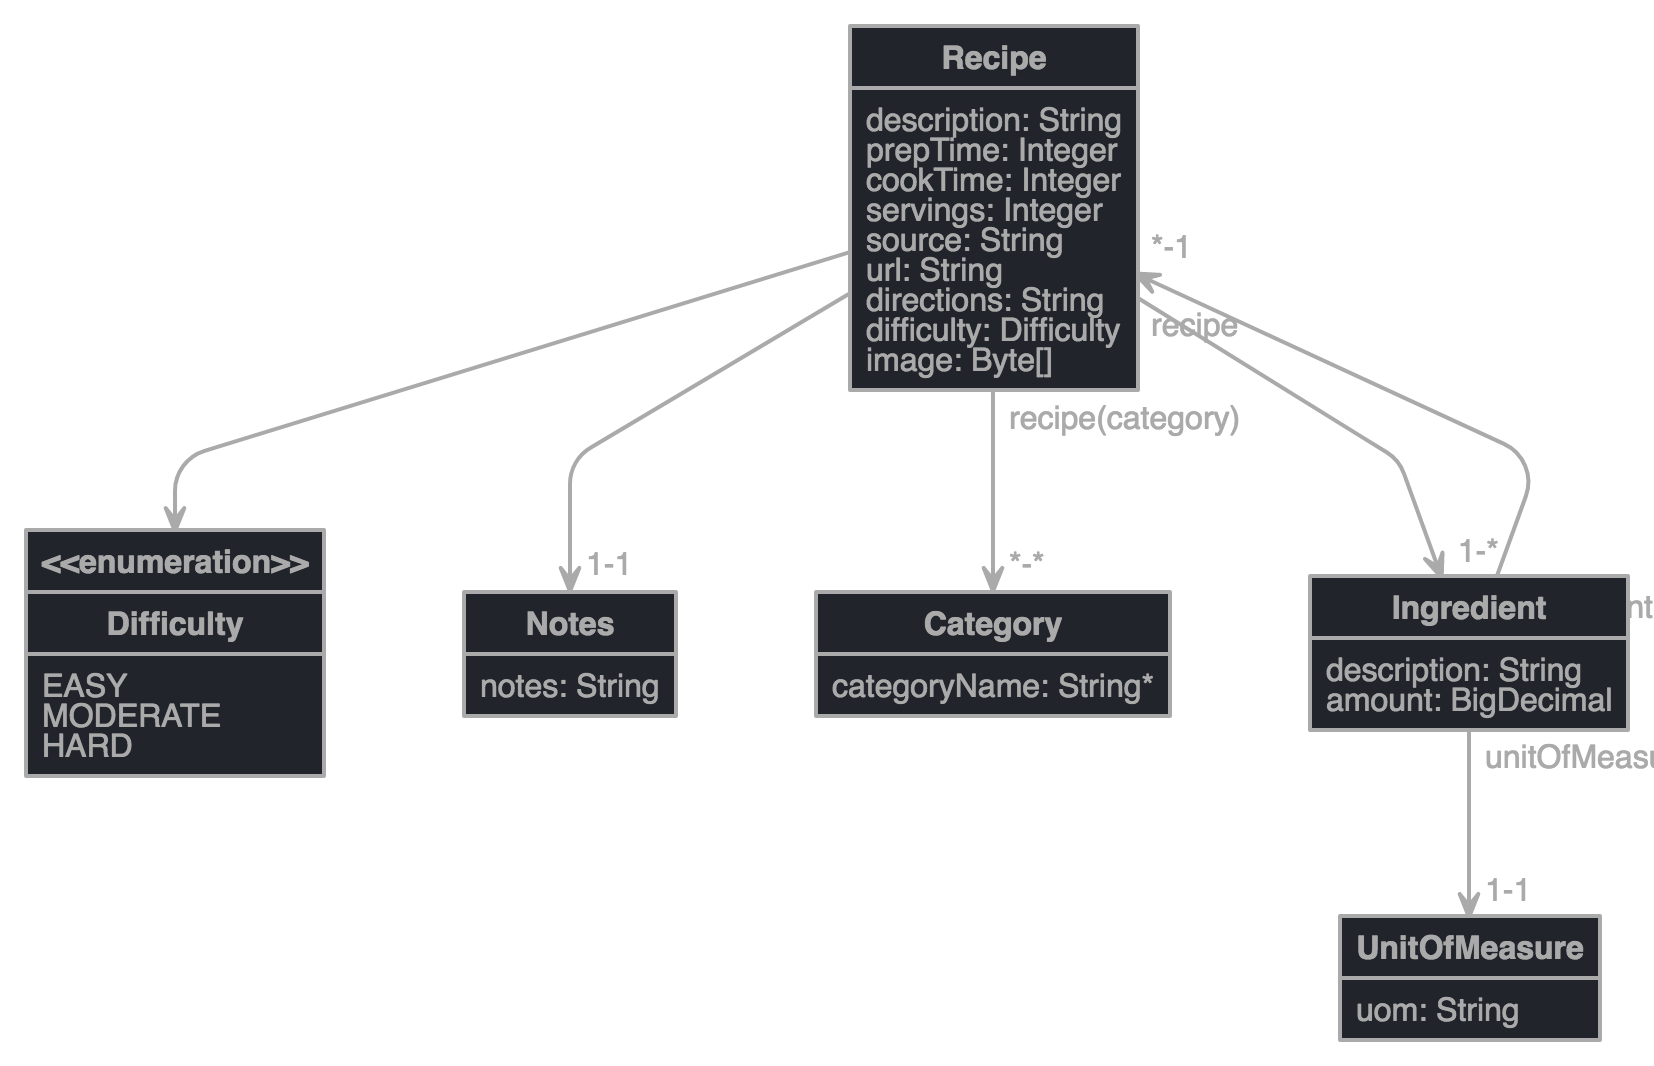 Recipe
description: String
prepTime: Integer
cookTime: Integer
servings: Integer
source: String
url: String
directions: String
difficulty: Difficulty
image: Byte[]
*-1
recipe
recipe(category)
<<enumeration>>
Difficulty
EASY
MODERATE
HARD
1-1
Notes
notes: String
*-*
Category
categoryName: String*
1-*
Ingredient
nt
description: String
amount: BigDecimal
unitOfMeasu
1-1
UnitOfMeasure
uom: String